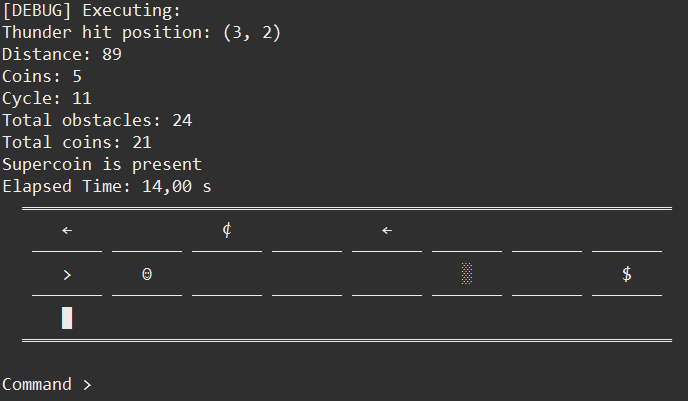 [DEBUG] Executing:
Thunder hit position: (3, 2)
Distance: 89
Coins: 5
Cycle: 11
Total obstacles: 24
Total coins: 21
Supercoin is present
Elapsed Time: 14,00 s
← ¢ ←
> ☺ ░ $
█
Command >